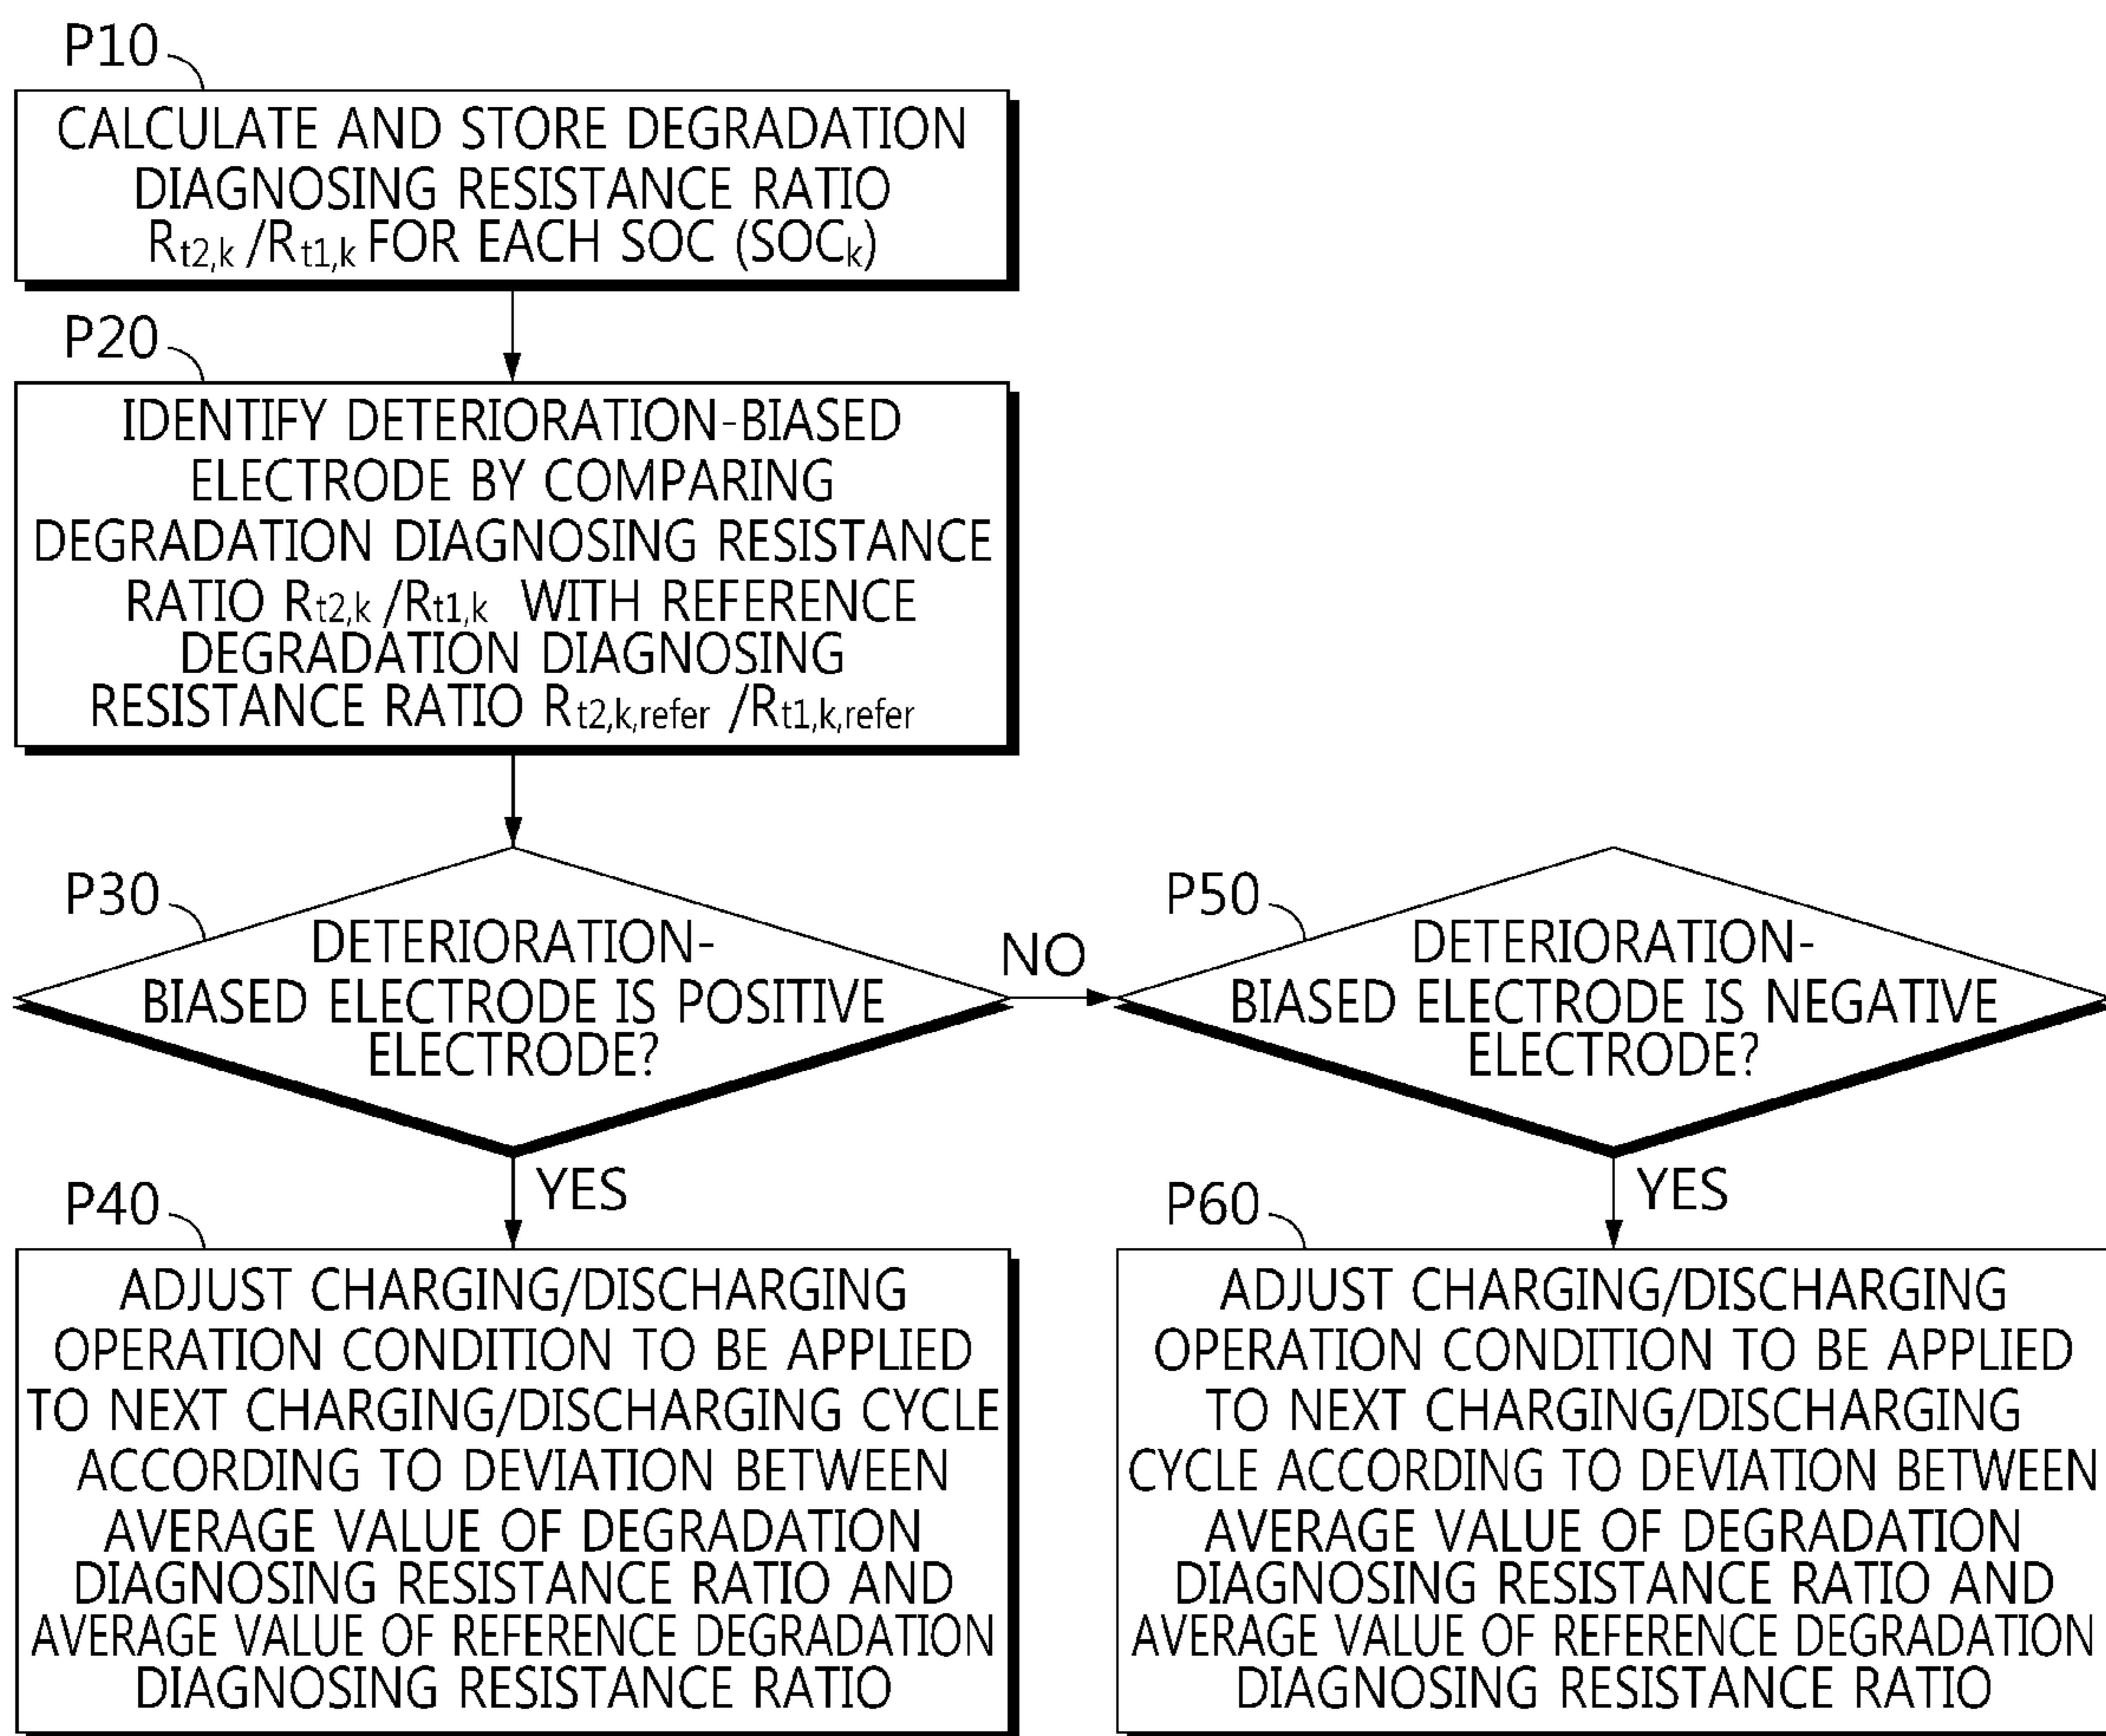 P10
CALCULATE AND STORE DEGRADATION
DIAGNOSING RESISTANCE RATIO
Rt2,k /Rt1,k FOR EACH SOC (SOCk)
P20
IDENTIFY DETERIORATION-BIASED
ELECTRODE BY COMPARING
DEGRADATION DIAGNOSING RESISTANCE
RATIO Rt2,k /Rt1,k WITH REFERENCE
DEGRADATION DIAGNOSING
RESISTANCE RATIO Rt2,k,refer /Rt1,k,refer
P30
DETERIORATION-
BIASED ELECTRODE IS POSITIVE
ELECTRODE?
NO
P50
DETERIORATION-
BIASED ELECTRODE IS NEGATIVE
ELECTRODE?
YES
P40
ADJUST CHARGING/DISCHARGING
OPERATION CONDITION TO BE APPLIED
TO NEXT CHARGING/DISCHARGING CYCLE
ACCORDING TO DEVIATION BETWEEN
AVERAGE VALUE OF DEGRADATION
DIAGNOSING RESISTANCE RATIO AND
AVERAGE VALUE OF REFERENCE DEGRADATION
DIAGNOSING RESISTANCE RATIO
YES
P60
ADJUST CHARGING/DISCHARGING
OPERATION CONDITION TO BE APPLIED
TO NEXT CHARGING/DISCHARGING
CYCLE ACCORDING TO DEVIATION BETWEEN
AVERAGE VALUE OF DEGRADATION
DIAGNOSING RESISTANCE RATIO AND
AVERAGE VALUE OF REFERENCE DEGRADATION
DIAGNOSING RESISTANCE RATIO